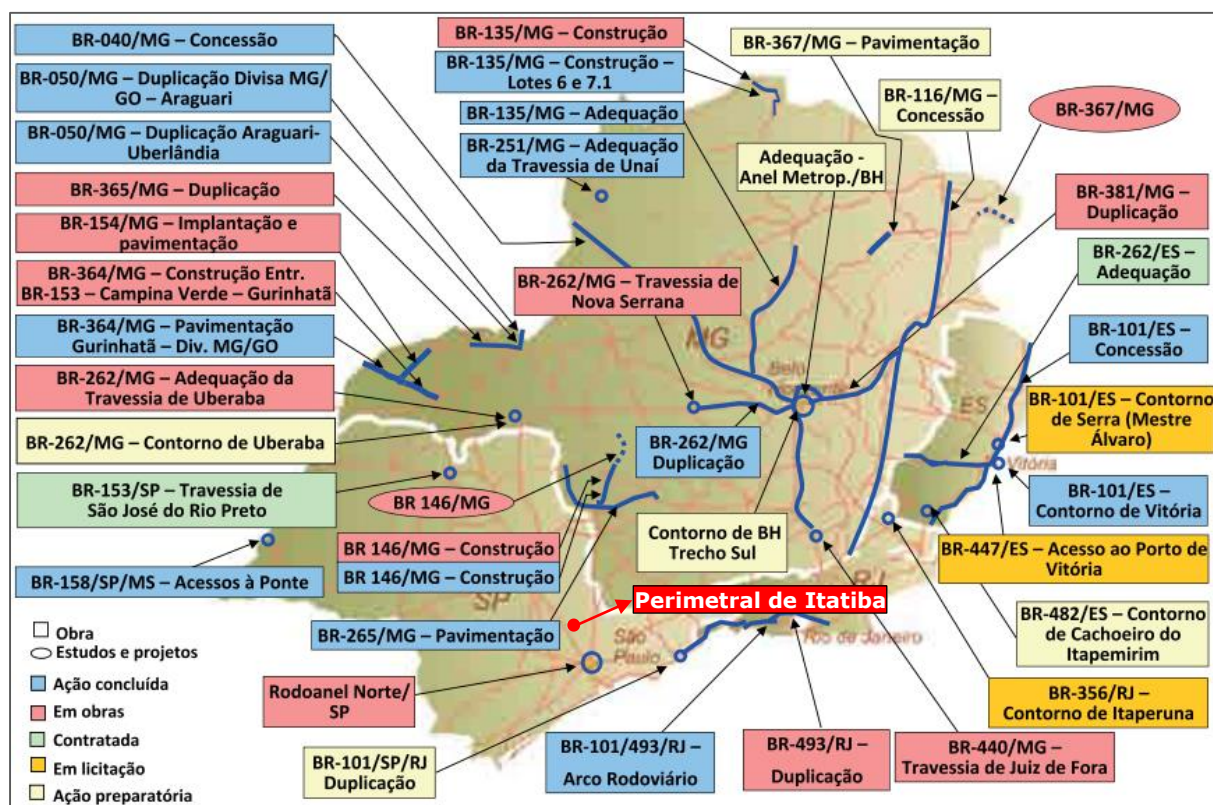 BR-040/MG – Concessão
BR-050/MG – Duplicação Divisa MG/
GO – Araguari
BR-050/MG – Duplicação Araguari-
Uberlândia
BR-365/MG – Duplicação
BR-154/MG – Implantação e
pavimentação
BR-364/MG – Construção Entr.
BR-153 – Campina Verde – Gurinhatã
BR-364/MG – Pavimentação
Gurinhatã – Div. MG/GO
BR-262/MG – Adequação da
Travessia de Uberaba
BR-262/MG – Contorno de Uberaba
BR-153/SP – Travessia de
São José do Rio Preto
BR-158/SP/MS – Acessos à Ponte
BR-135/MG – Construção
BR-135/MG – Construção –
Lotes 6 e 7.1
BR-135/MG – Adequação
BR-251/MG – Adequação
da Travessia de Unaí
BR-367/MG – Pavimentação
BR-116/MG –
Concessão
BR-367/MG
Adequação -
Anel Metrop./BH
BR-381/MG –
Duplicação
BR-262/ES –
Adequação
BR-262/MG – Travessia de
Nova Serrana
BR-101/ES –
Concessão
BR-101/ES – Contorno
de Serra (Mestre
Álvaro)
BR-262/MG
Duplicação
BR-101/ES –
Contorno de Vitória
BR 146/MG
BR 146/MG – Construção
BR 146/MG – Construção
Contorno de BH
Trecho Sul
BR-447/ES – Acesso ao Porto de
Vitória
MG
ES
Vitória
SP
RJ
São
Paulo
Rio de Janeiro
Perimetral de Itatiba
BR-265/MG – Pavimentação
BR-482/ES – Contorno
de Cachoeiro do
Itapemirim
Rodoanel Norte/
SP
BR-356/RJ –
Contorno de Itaperuna
BR-101/SP/RJ
Duplicação
BR-101/493/RJ –
Arco Rodoviário
BR-493/RJ –
Duplicação
BR-440/MG –
Travessia de Juiz de Fora
Obra
Estudos e projetos
Ação concluída
Em obras
Contratada
Em licitação
Ação preparatória